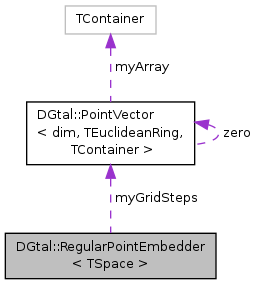 TContainer
myArray
DGtal::PointVector
< dim, TEuclideanRing,
TContainer >
zero
myGridSteps
DGtal::RegularPointEmbedder
< TSpace >